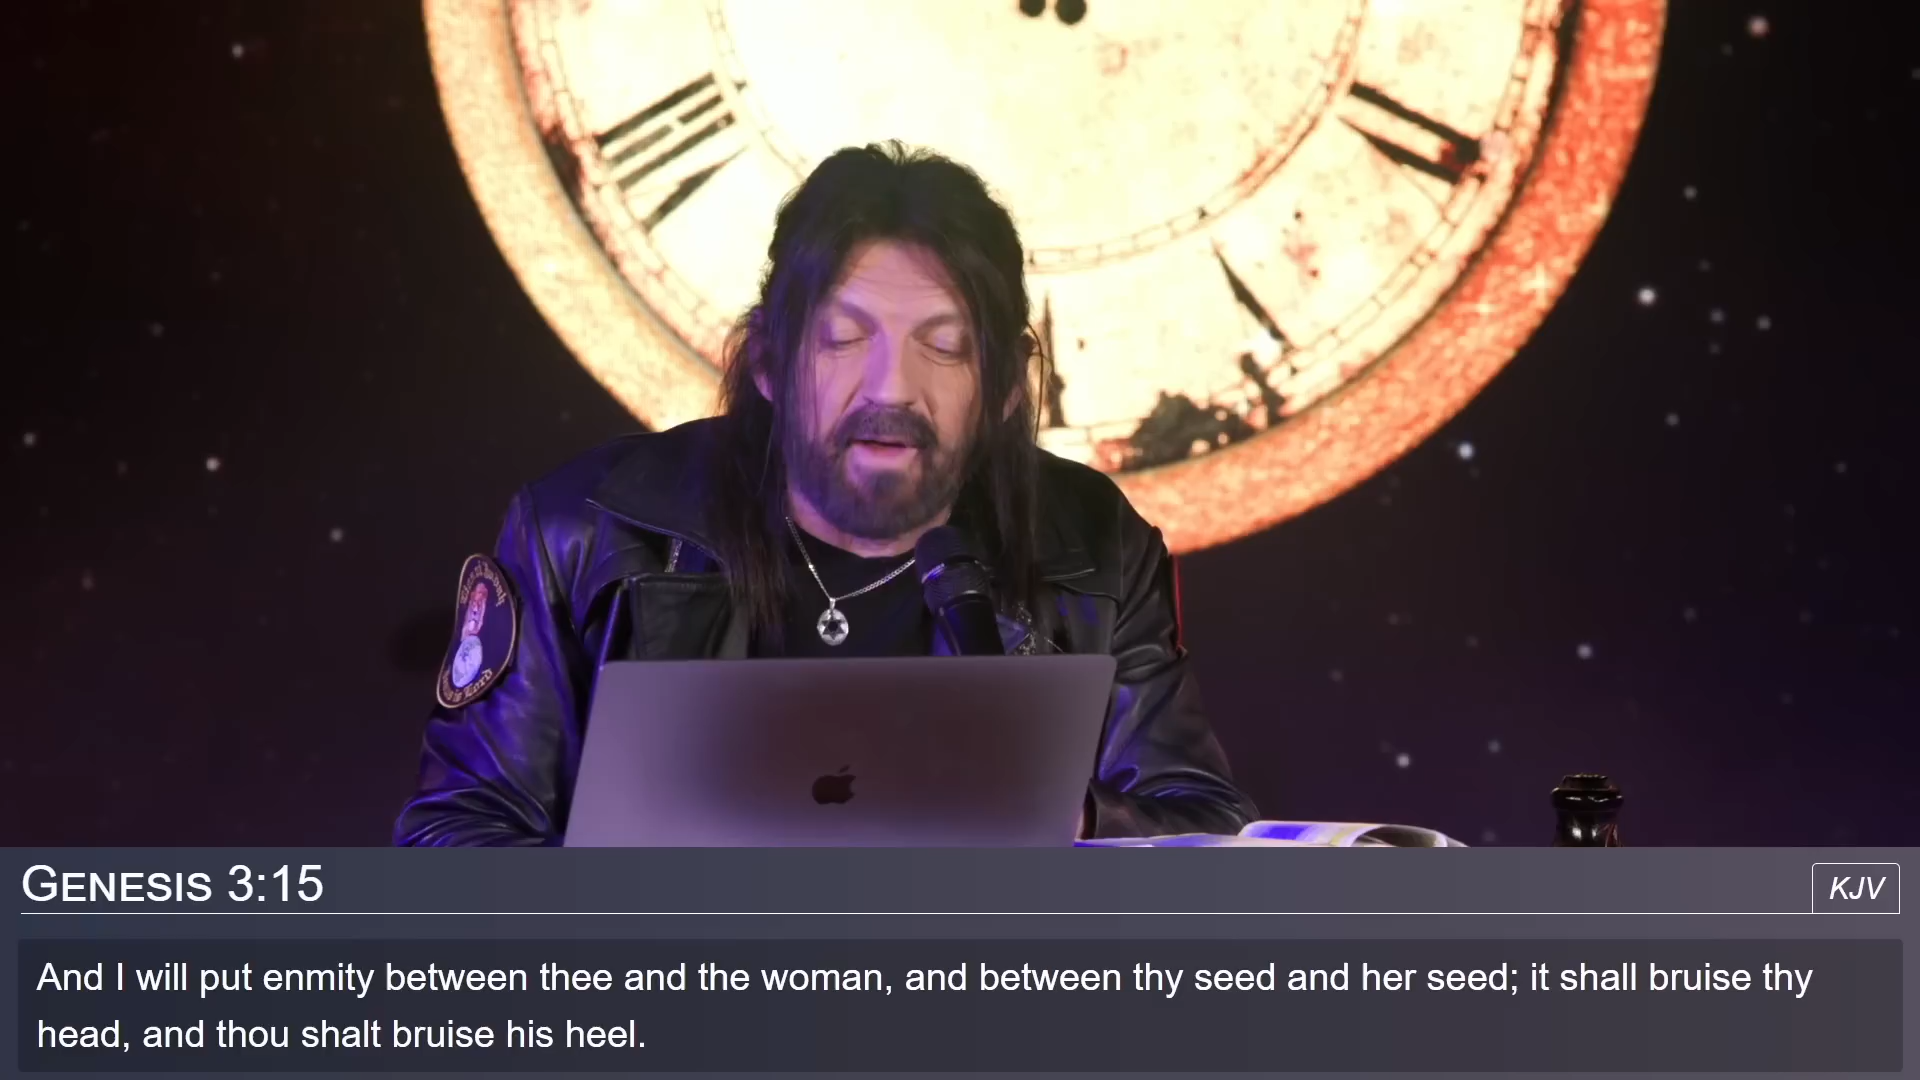 Genesis 3:15
KJV
And I will put enmity between thee and the woman, and between thy seed and her seed; it shall bruise thy
head, and thou shalt bruise his heel.